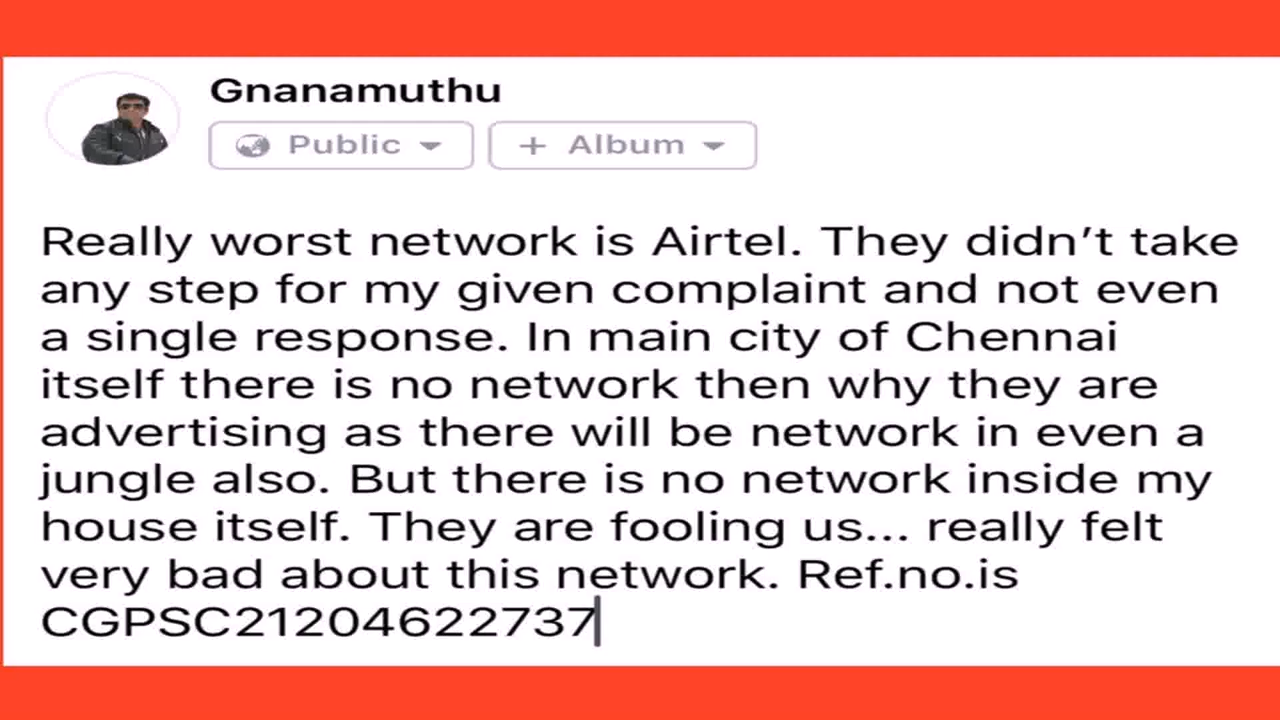 Gnanamuthu
Public
+ Album
Really worst network is Airtel. They didn’t take
any step for my given complaint and not even
a single response. In main city of Chennai
itself there is no network then why they are
advertising as there will be network in even a
jungle also. But there is no network inside my
house itself. They are fooling us... really felt
very bad about this network. Ref.no.is
CGPSC21204622737